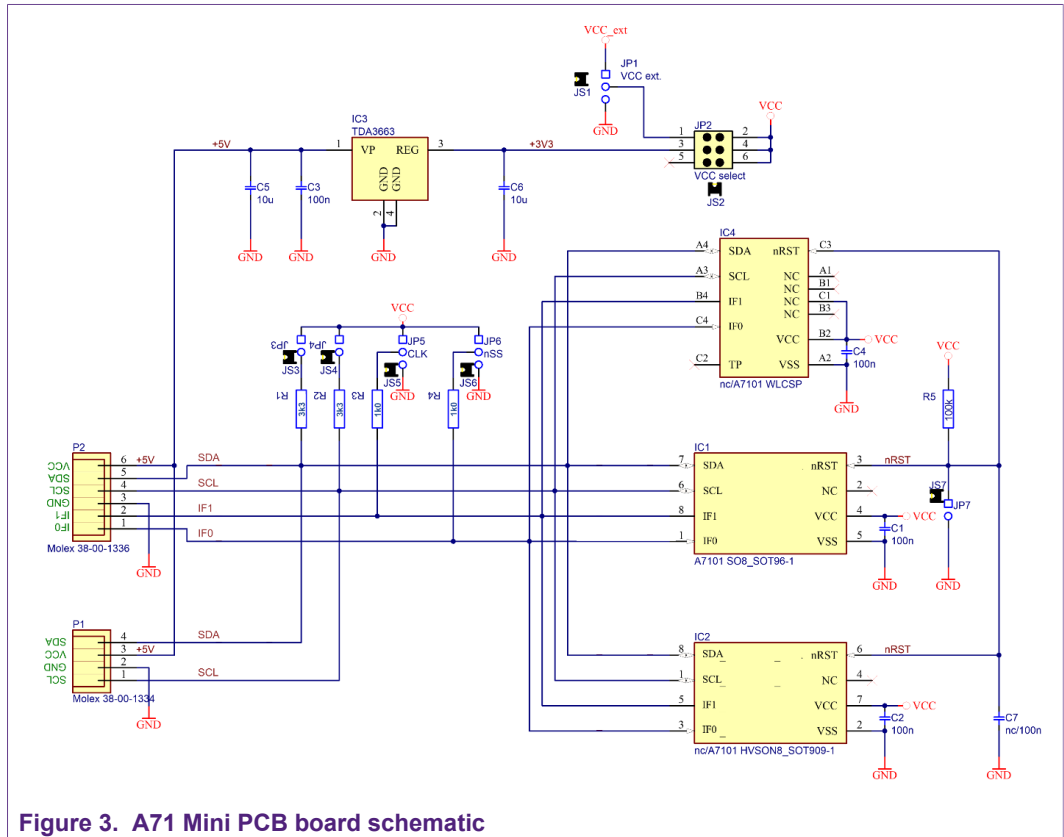 VCC_ext
JP1
VCC ext.
JS1
GND
VCC
IC3
TDA3663
+5V
1
VP
REG
3
+3V3
GND
GND
2
4
GND
C5
10u
GND
C3
100n
GND
C6
10u
GND
JP2
1
2
3
4
5
6
VCC select
JS2
IC4
A4
SDA
nRST
C3
A3
SCL
NC
A1
NC
B1
B4
IF1
NC
C1
NC
B3
C4
IF0
VCC
B2
VCC
C2
TP
VSS
A2
C4
100n
nc/A7101 WLCSP
GND
VCC
JP3
JS3
JP4
JS4
JP5
CLK
JS5
GND
JP6
nSS
JS6
GND
R1
3k3
R2
3k3
R3
1k0
R4
1k0
VCC
R5
100k
P2
VCC
6
+5V
SDA
5
SDA
SCL
4
SCL
GND
3
IF1
2
IF1
IF0
1
IF0
Molex 38-00-1336
GND
IC1
7
SDA
nRST
3
nRST
6
SCL
NC
2
8
IF1
VCC
4
VCC
1
IF0
VSS
5
C1
100n
A7101 SO8_SOT96-1
GND
JS7
JP7
GND
P1
SDA
4
SDA
VCC
3
+5V
GND
2
SCL
1
SCL
Molex 38-00-1334
GND
IC2
8
SDA
nRST
6
nRST
1
SCL
NC
4
5
IF1
VCC
7
VCC
3
IF0
VSS
2
C2
100n
nc/A7101 HVSON8_SOT909-1
GND
C7
nc/100n
GND
Figure 3. A71 Mini PCB board schematic